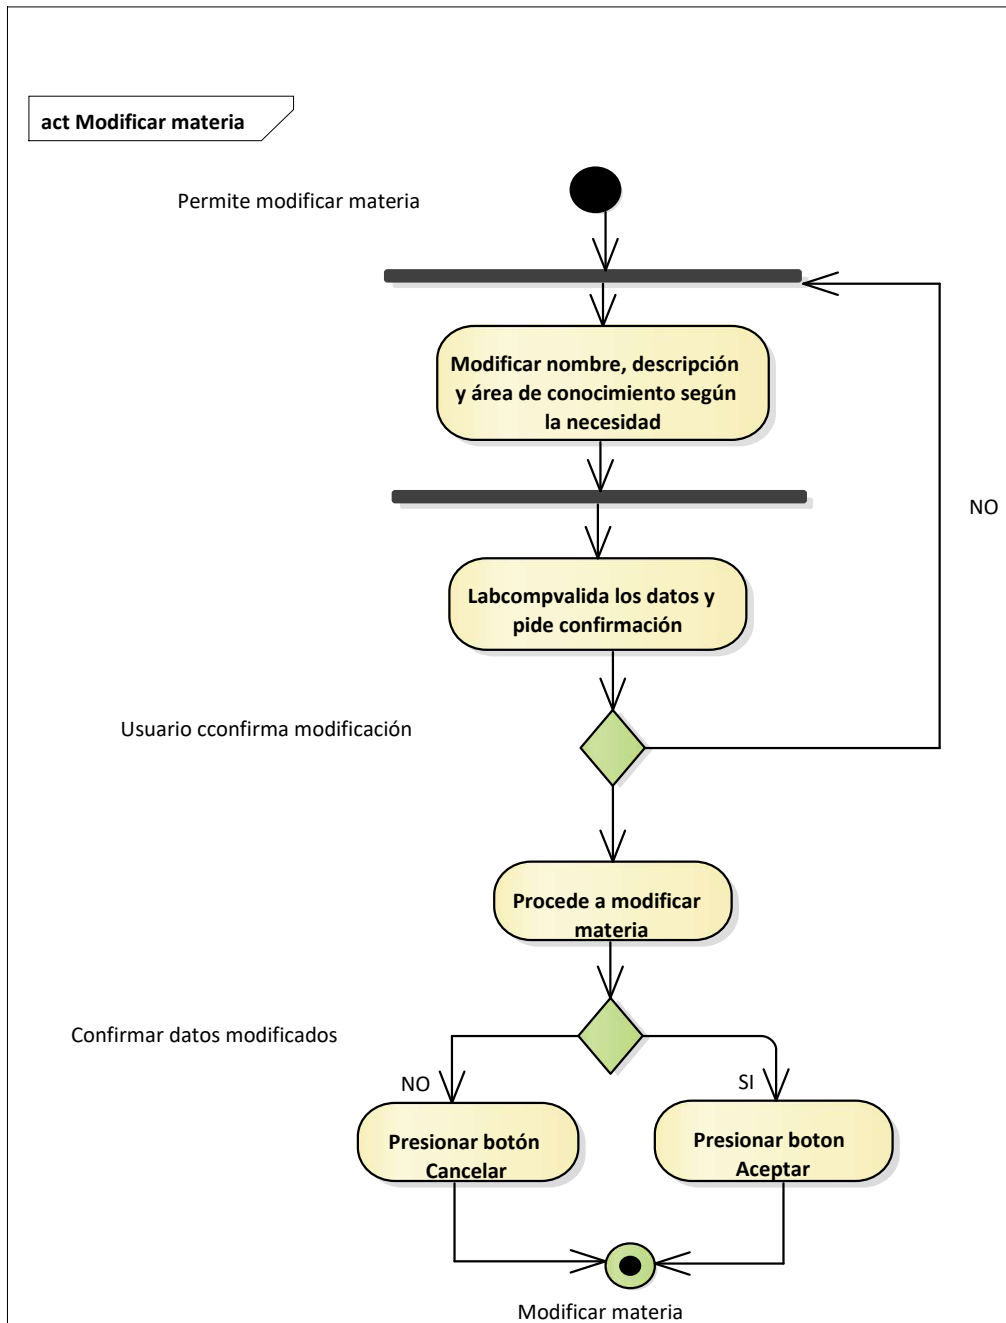 act Modificar materia
Permite modificar materia
Modificar nombre, descripción
y área de conocimiento según
la necesidad
NO
Labcompvalida los datos y
pide confirmación
Usuario cconfirma modificación
Procede a modificar
materia
Confirmar datos modificados
NO
SI
Presionar botón
Cancelar
Presionar boton
Aceptar
Modificar materia